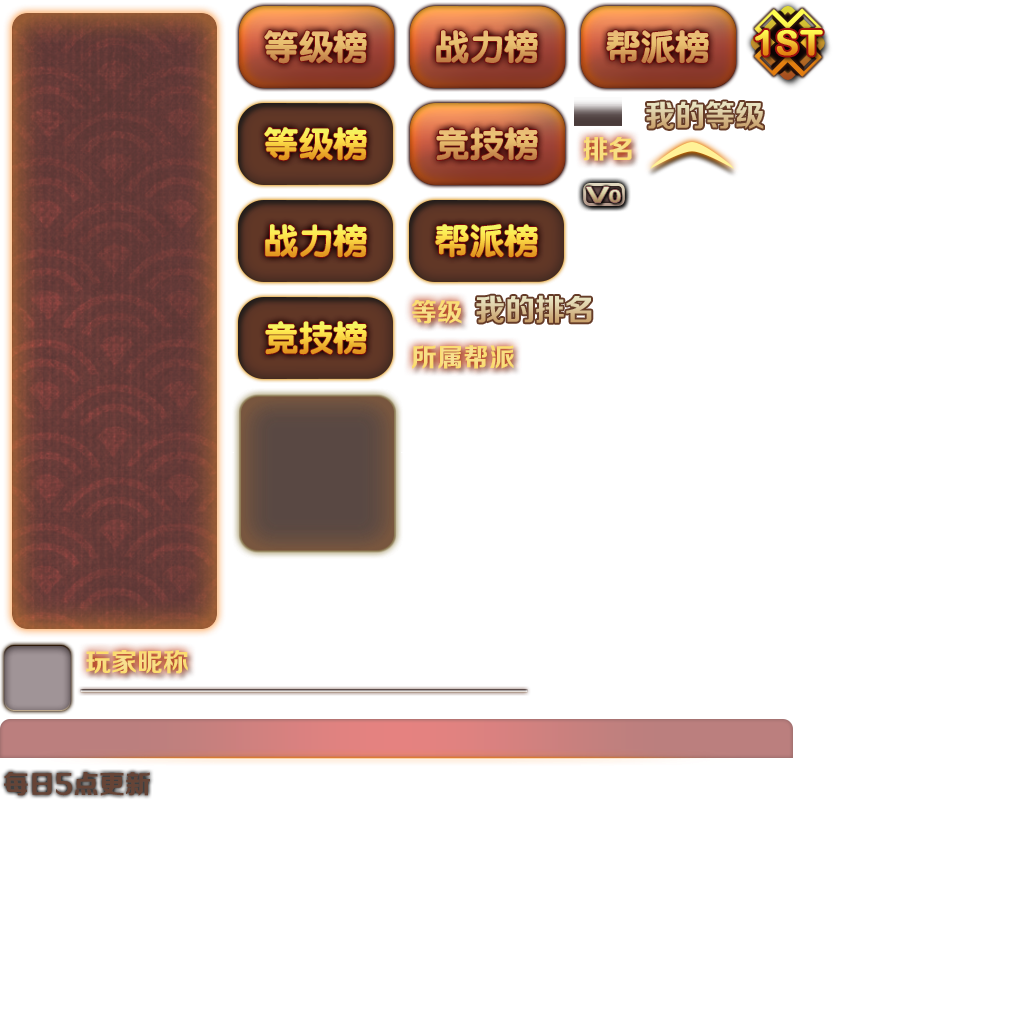 等级榜
战力榜
帮派榜
1ST
等级榜
竞技榜
我的等级
排名
V0
战力榜
帮派榜
竞技榜
等级
我的排名
所属帮派
玩家昵称
每日5点更新